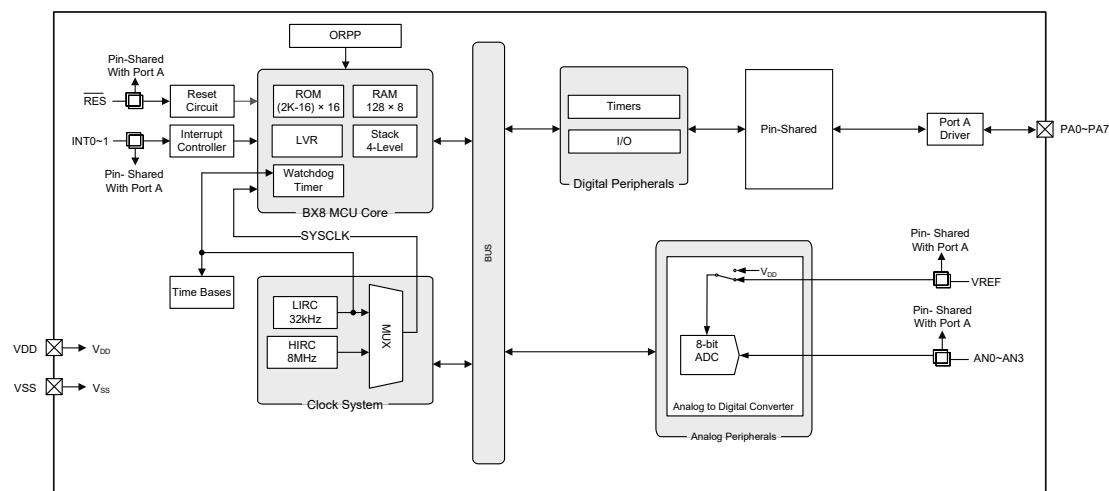 ORPP
Pin-Shared
With Port A
RES
Reset
Circuit
ROM
(2K-16) × 16
RAM
128 × 8
INT0~1
Interrupt
Controller
LVR
Stack
4-Level
Pin- Shared
With Port A
Watchdog
Timer
BX8 MCU Core
SYSCLK
Time Bases
LIRC
32kHz
HIRC
8MHz
MUX
Clock System
VDD
VDD
VSS
VSS
BUS
Timers
I/O
Digital Peripherals
Pin-Shared
Port A
Driver
PA0~PA7
VDD
Pin- Shared
With Port A
VREF
8-bit
ADC
Pin- Shared
With Port A
AN0~AN3
Analog to Digital Converter
Analog Peripherals